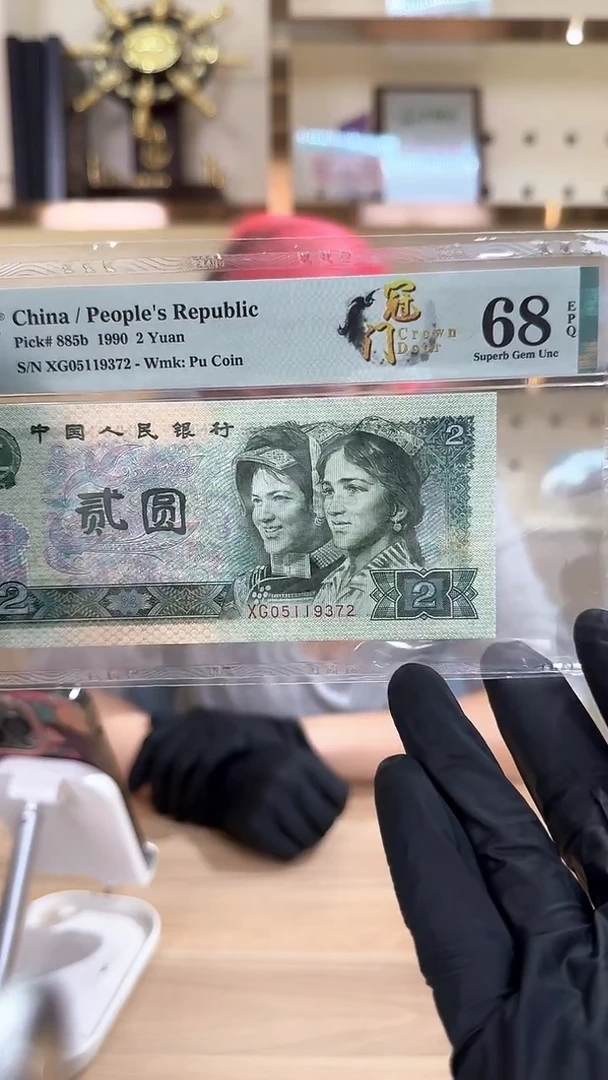 China / People's Republic
Pick# 885b 1990 2 Yuan
S/N XG05119372 - Wmk: Pu Coin
冠门
Crown
Door
68
EPQ
Superb Gem Unc
中国人民银行
2
贰圆
2
2
XG05119372